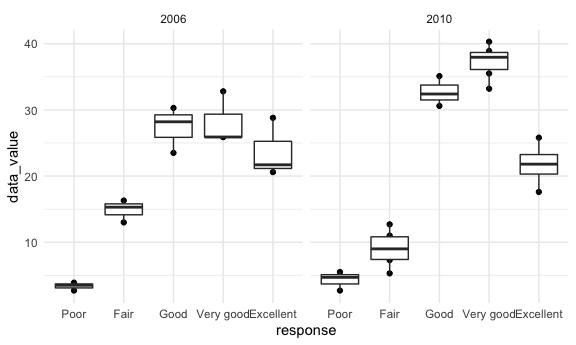 2006 2010
data_value
40
30
20
10
Poor Fair Good Very good Excellent Poor Fair Good Very good Excellent
response